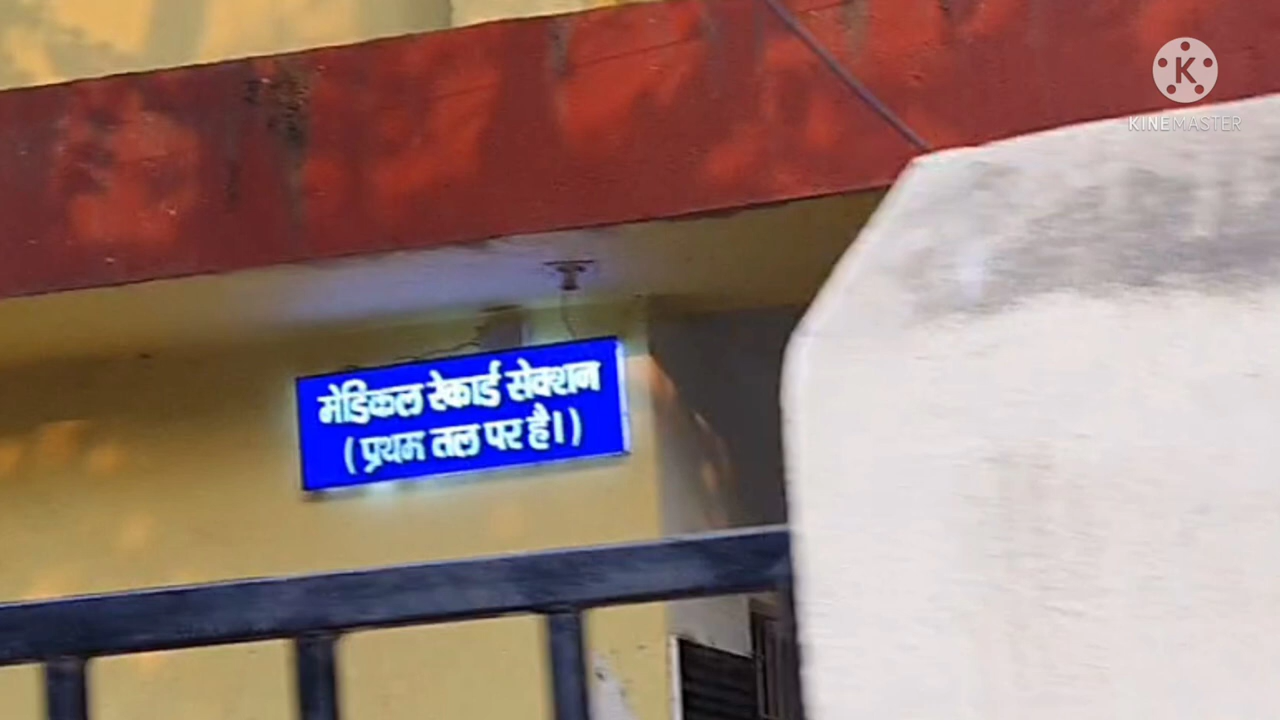 KINEMASTER
मेडिकल रेकार्ड सेक्शन
(प्रथम तल पर है।)